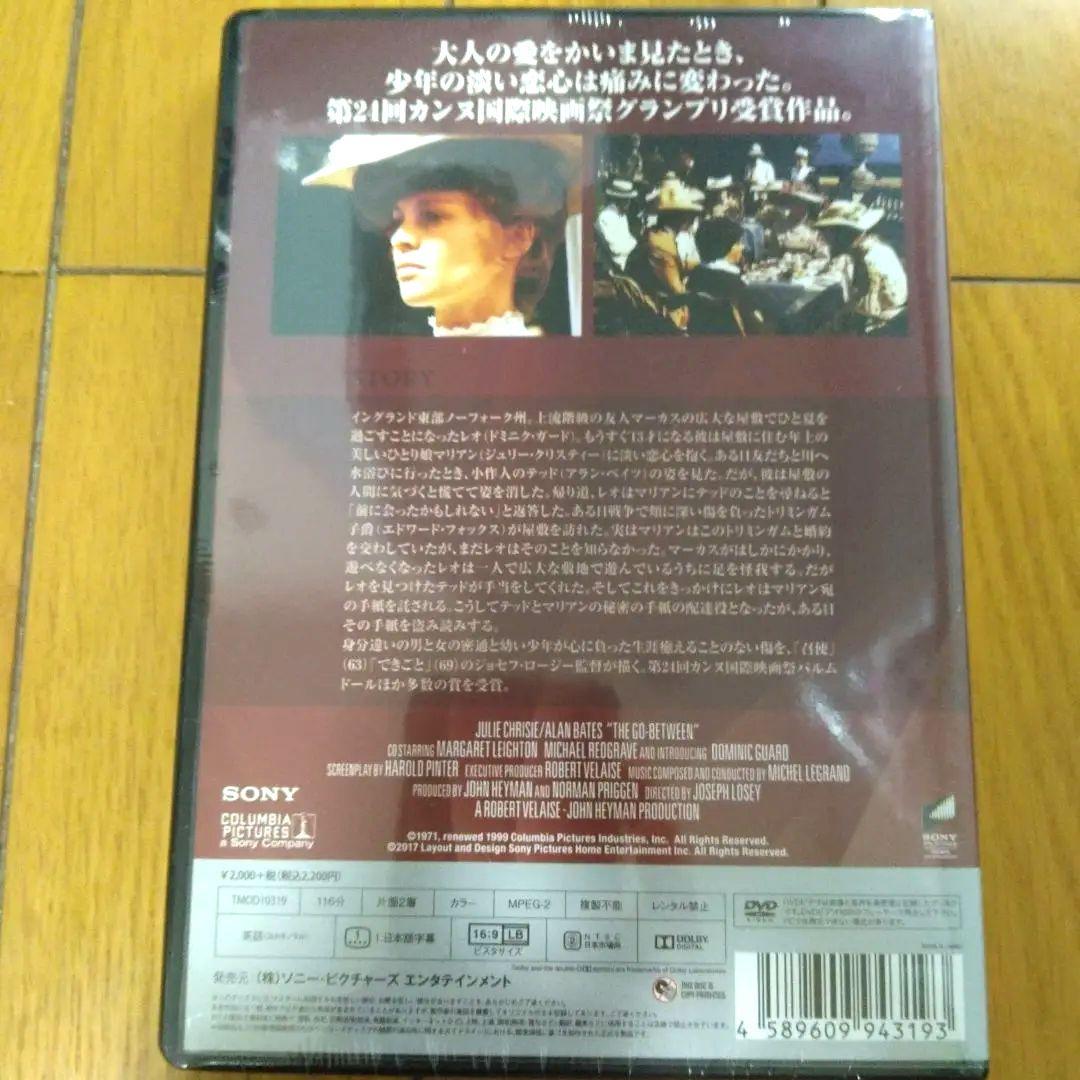 大人の愛をかいま見たとき、
少年の淡い恋心は痛みに変わった。
第24回カンヌ国際映画祭グランプリ受賞作品。
STORY
イングランド東部ノーフォーク州。上流階級の友人マーカスの広大な屋敷でひと夏を
過ごすことになったレオ(ドミニク・ガード)。もうすぐ13才になる彼は屋敷に住む年上の
美しいひとり娘マリアン(ジュリー・クリスティー)に淡い恋心を抱く。ある日友たちと川へ
水浴びに行ったとき、小作人のテッド(アラン・ベイツ)の姿を見た。だが、彼は屋敷の
人間に気づくと慌てて姿を消した。帰り道、レオはマリアンにテッドのことを尋ねると
「前に会ったかもしれない」と返答した。ある日戦争で頬に深い傷を負ったトリミンガム
子爵(エドワード・フォックス)が屋敷を訪れた。実はマリアンはこのトリミンガムと婚約
を交わしていたが、まだレオはそのことを知らなかった。マーカスがはしかにかかり、
遊べなくなったレオは一人で広大な敷地で遊んでいるうちに足を怪我する。だが
レオを見つけたテッドが手当をしてくれた。そしてこれをきっかけにレオはマリアン宛
の手紙を託される。こうしてテッドとマリアンの秘密の手紙の配達役となったが、ある日
その手紙を盗み読みする。
身分違いの男と女の密通と幼い少年が心に負った生涯癒えることのない傷を、「召使」
(63)「できごと」(69)のジョセフ・ロージー監督が描く。第24回カンヌ国際映画祭パルム
ドールほか多数の賞を受賞。
JULIE CHRISIE/ALAN BATES "THE GO-BETWEEN"
CO STARRING MARGARET LEIGHTON MICHAEL REDGRAVE AND INTRODUCING DOMINIC GUARD
SCREENPLAY BY HAROLD PINTER EXECUTIVE PRODUCER ROBERT VELAISE MUSIC COMPOSED AND CONDUCTED BY MICHEL LEGRAND
PRODUCED BY JOHN HEYMAN AND NORMAN PRIGGEN DIRECTED BY JOSEPH LOSEY
A ROBERT VELAISE - JOHN HEYMAN PRODUCTION
SONY
COLUMBIA
PICTURES
a Sony Company
©1971, renewed 1999 Columbia Pictures Industries, Inc. All Rights Reserved.
©2017 Layout and Design Sony Pictures Home Entertainment Inc. All Rights Reserved.
SONY
¥2,000+税(税込2,200円)
TMOD19319 116分 片面2層 カラー MPEG-2 複製不能 レンタル禁止
英語 1.日本語字幕 16:9 LB ビスタサイズ 2 NTSC 日本市場向 DOLBY DIGITAL
DVD VIDEO
発売元 (株)ソニー・ピクチャーズ エンタテインメント
THIS DISC IS
COPY-PROTECTED
4 589609 943193